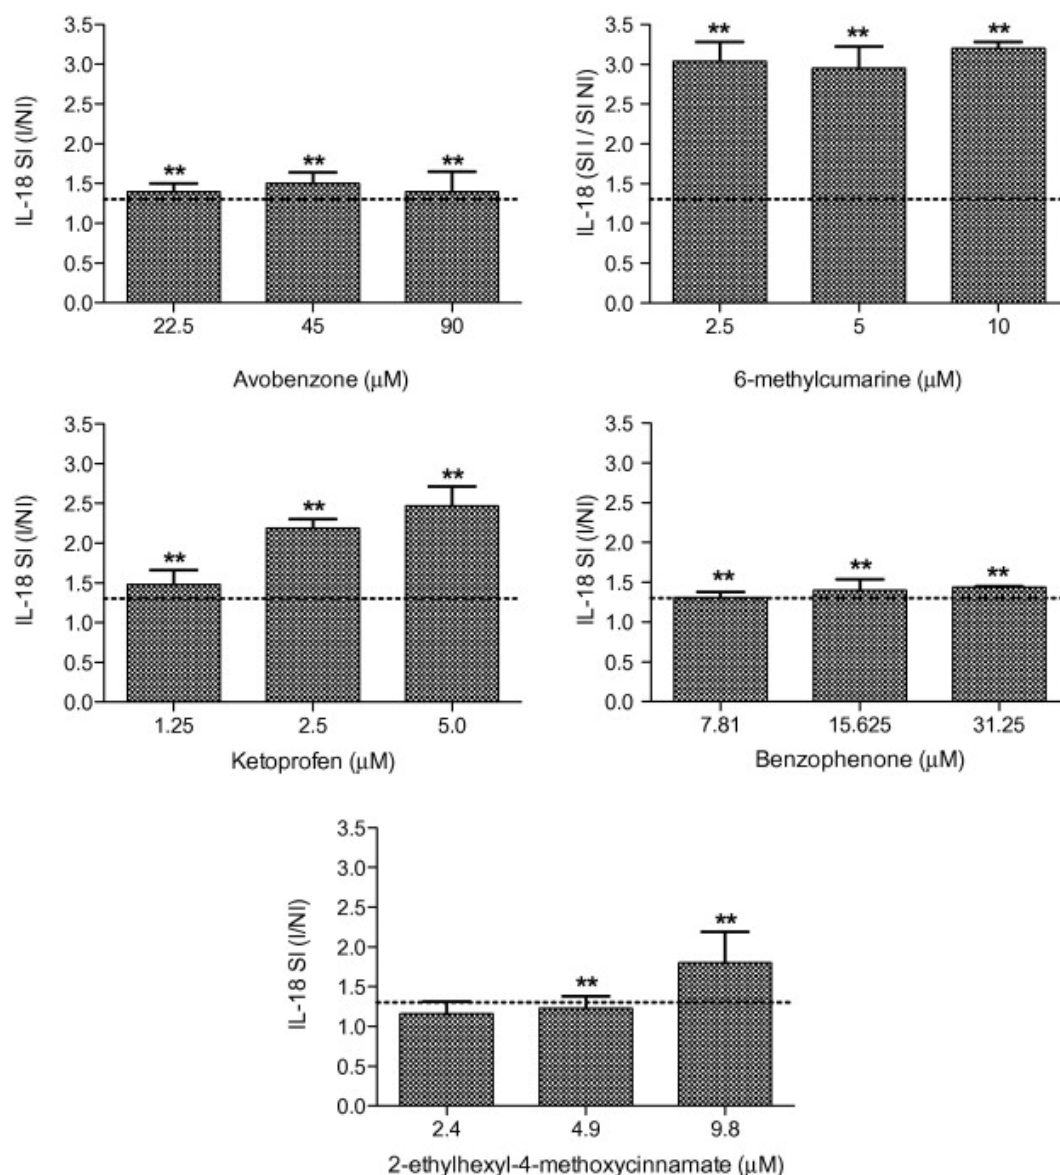 3.5
3.0
2.5
2.0
1.5
1.0
0.5
0.0
IL-18 SI (I/NI)
** ** **
22.5 45 90
Avobenzone (μM)
3.5
3.0
2.5
2.0
1.5
1.0
0.5
0.0
IL-18 (SI I / SI NI)
** ** **
2.5 5 10
6-methylcumarine (μM)
3.5
3.0
2.5
2.0
1.5
1.0
0.5
0.0
IL-18 SI (I/NI)
** ** **
1.25 2.5 5.0
Ketoprofen (μM)
3.5
3.0
2.5
2.0
1.5
1.0
0.5
0.0
IL-18 SI (I/NI)
** ** **
7.81 15.625 31.25
Benzophenone (μM)
3.5
3.0
2.5
2.0
1.5
1.0
0.5
0.0
IL-18 SI (I/NI)
** **
2.4 4.9 9.8
2-ethylhexyl-4-methoxycinnamate (μM)